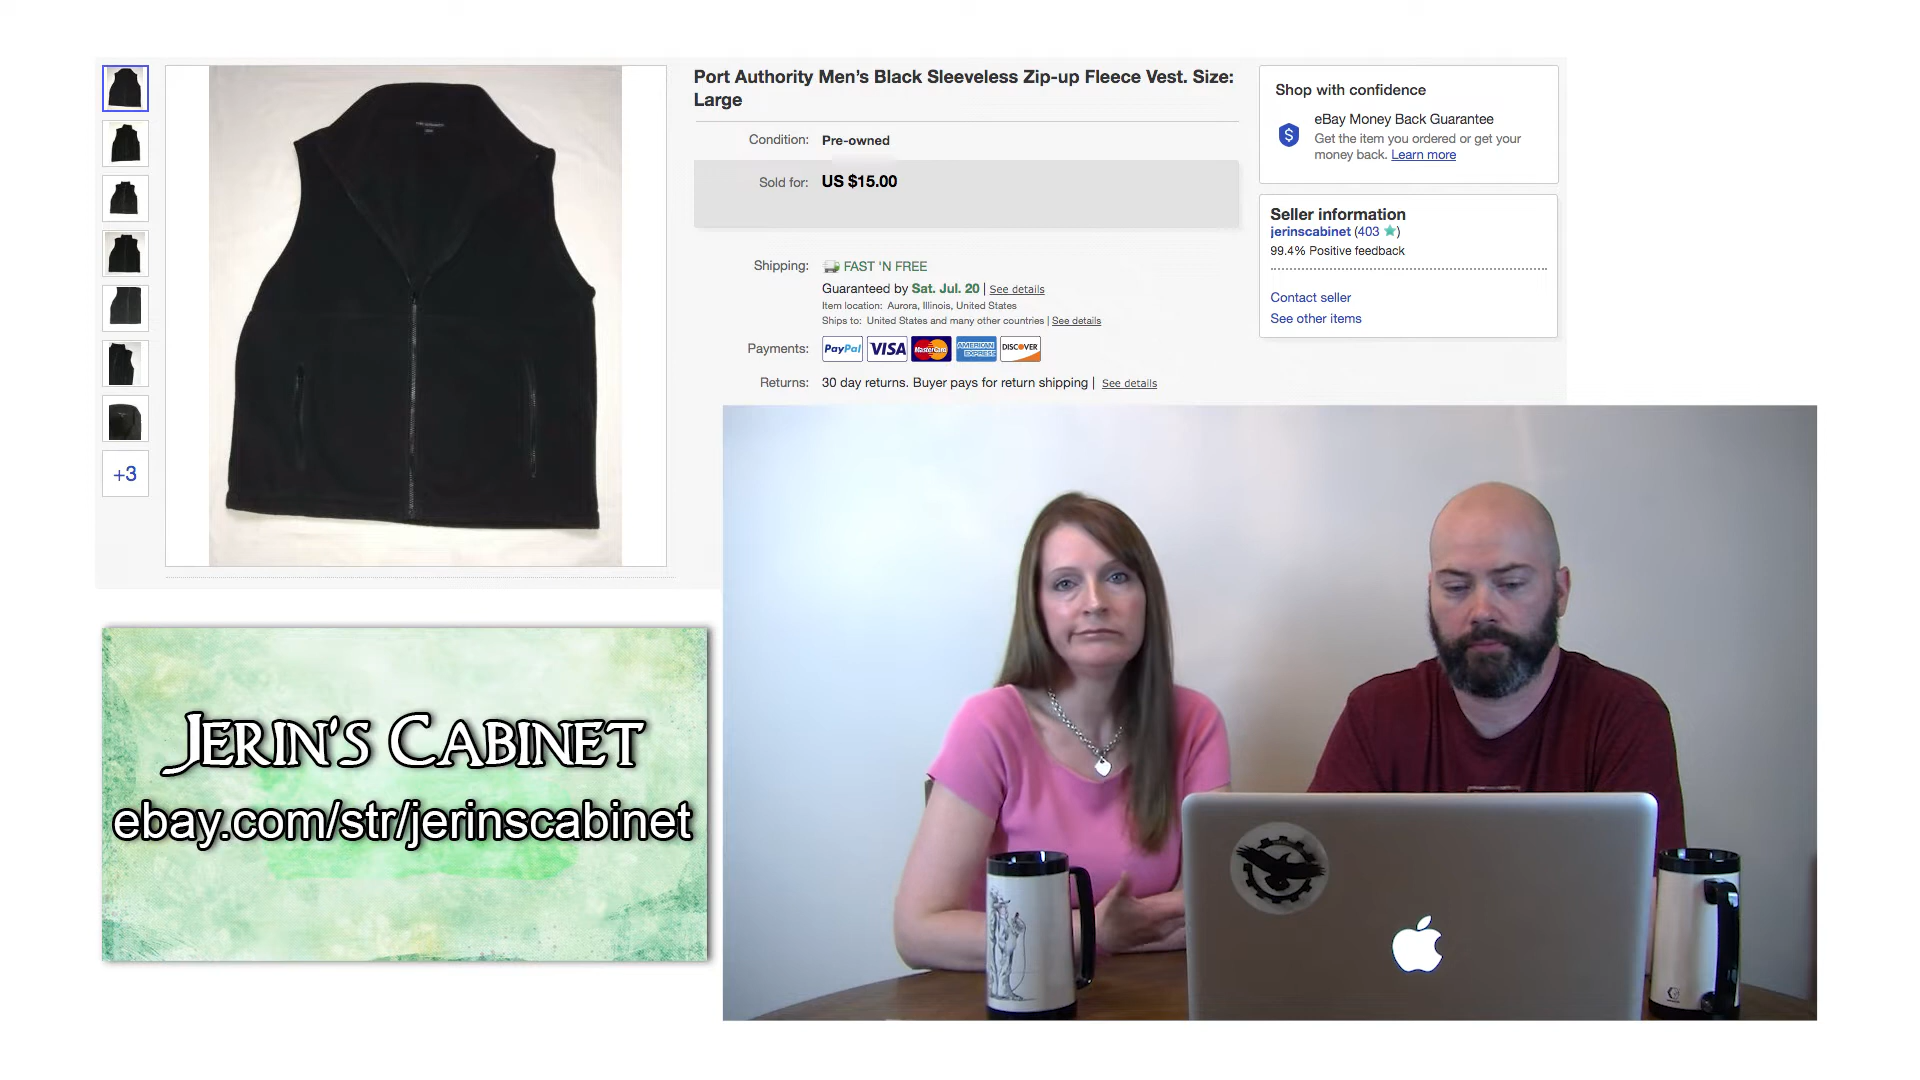 Port Authority Men's Black Sleeveless Zip-up Fleece Vest. Size:
Large
Condition: Pre-owned
Sold for: US $15.00
Shipping: FAST 'N FREE
Guaranteed by Sat. Jul. 20 | See details
Item location: Aurora, Illinois, United States
Ships to: United States and many other countries | See details
Payments: PayPal VISA MasterCard AMERICAN EXPRESS DISCOVER
Returns: 30 day returns. Buyer pays for return shipping | See details
Shop with confidence
eBay Money Back Guarantee
Get the item you ordered or get your
money back. Learn more
Seller information
jerinscabinet (403)
99.4% Positive feedback
Contact seller
See other items
+3
JERIN'S CABINET
ebay.com/str/jerinscabinet